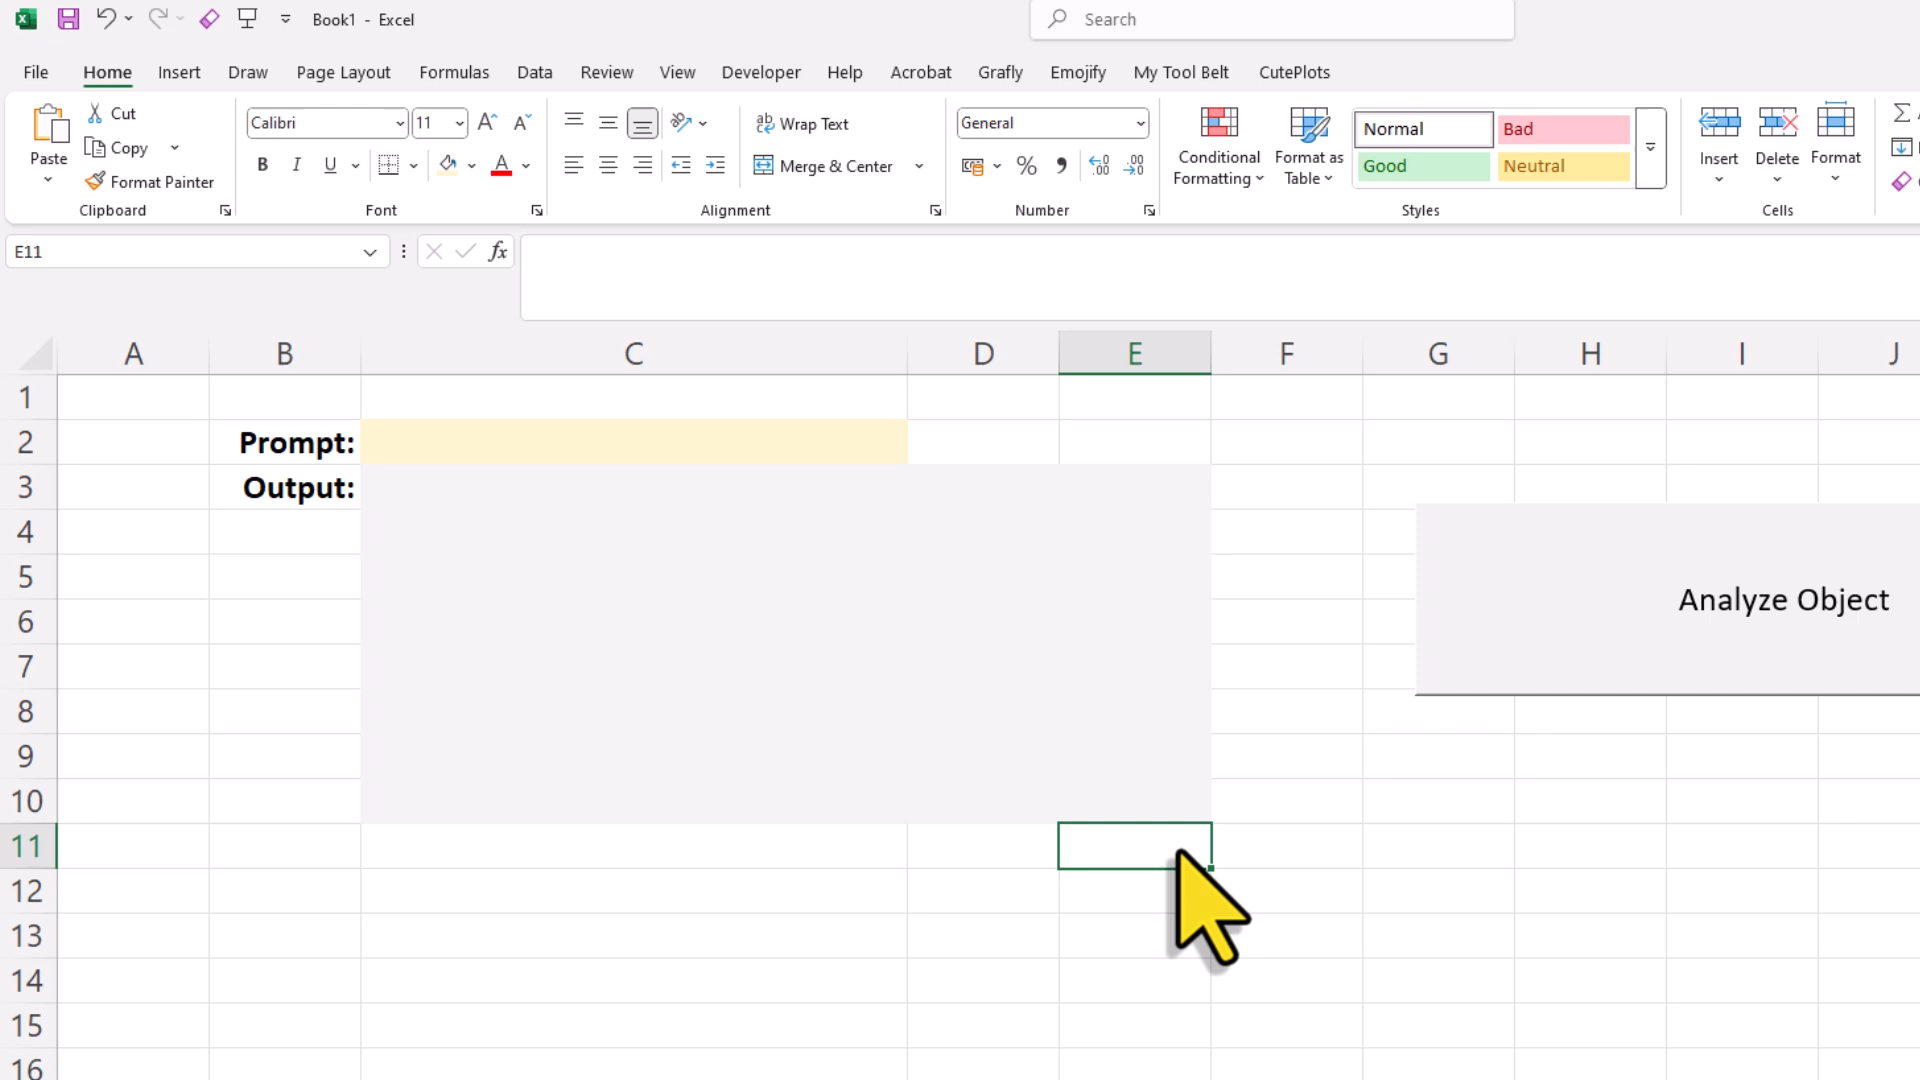 Book1 - Excel
Search
File Home Insert Draw Page Layout Formulas Data Review View Developer Help Acrobat Grafly Emojify My Tool Belt CutePlots
Paste
Cut
Copy
Format Painter
Clipboard
Calibri 11
B I U
Font
Wrap Text
Merge & Center
Alignment
General
%
Number
Conditional Formatting
Format as Table
Normal Bad
Good Neutral
Styles
Insert Delete Format
Cells
E11
fx
A B C D E F G H I J
1
2 Prompt:
3 Output:
4
5
6 Analyze Object
7
8
9
10
11
12
13
14
15
16